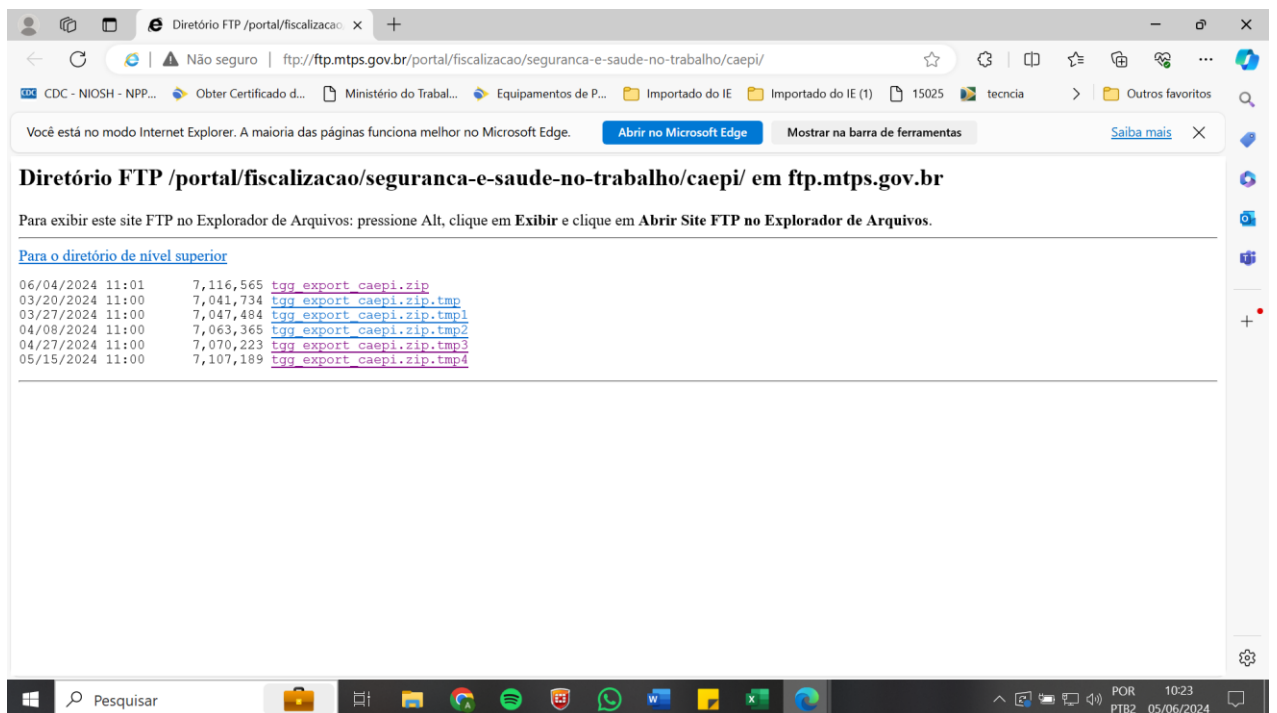 Diretório FTP /portal/fiscalizacao,
Não seguro | ftp://ftp.mtps.gov.br/portal/fiscalizacao/seguranca-e-saude-no-trabalho/caepi/
CDC - NIOSH - NPP... Obter Certificado d... Ministério do Trabal... Equipamentos de P... Importado do IE Importado do IE (1) 15025 tecncia Outros favoritos
Você está no modo Internet Explorer. A maioria das páginas funciona melhor no Microsoft Edge. Abrir no Microsoft Edge Mostrar na barra de ferramentas Saiba mais
Diretório FTP /portal/fiscalizacao/seguranca-e-saude-no-trabalho/caepi/ em ftp.mtps.gov.br
Para exibir este site FTP no Explorador de Arquivos: pressione Alt, clique em Exibir e clique em Abrir Site FTP no Explorador de Arquivos.
Para o diretório de nível superior
06/04/2024 11:01 7,116,565 tgg_export_caepi.zip
03/20/2024 11:00 7,041,734 tgg_export_caepi.zip.tmp
03/27/2024 11:00 7,047,484 tgg_export_caepi.zip.tmp1
04/08/2024 11:00 7,063,365 tgg_export_caepi.zip.tmp2
04/27/2024 11:00 7,070,223 tgg_export_caepi.zip.tmp3
05/15/2024 11:00 7,107,189 tgg_export_caepi.zip.tmp4
Pesquisar
POR 10:23
PTB2 05/06/2024